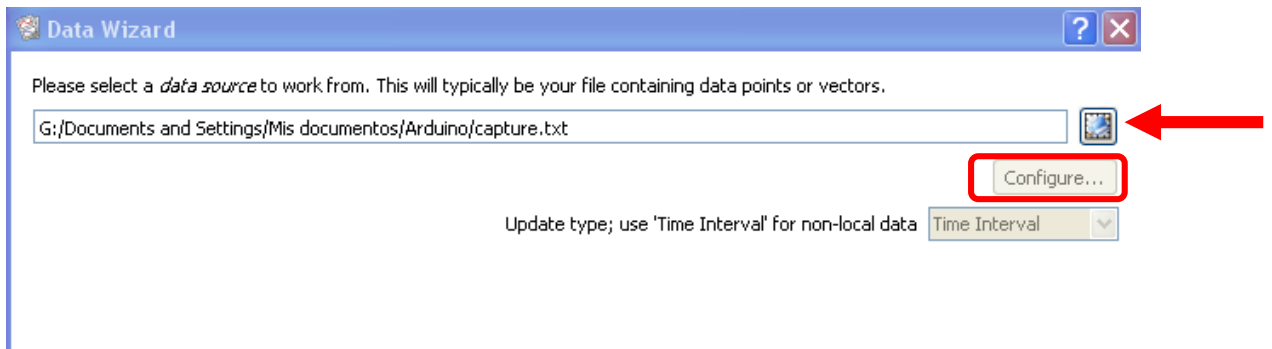 Data Wizard
Please select a data source to work from. This will typically be your file containing data points or vectors.
G:/Documents and Settings/Mis documentos/Arduino/capture.txt
Configure...
Update type; use 'Time Interval' for non-local data Time Interval